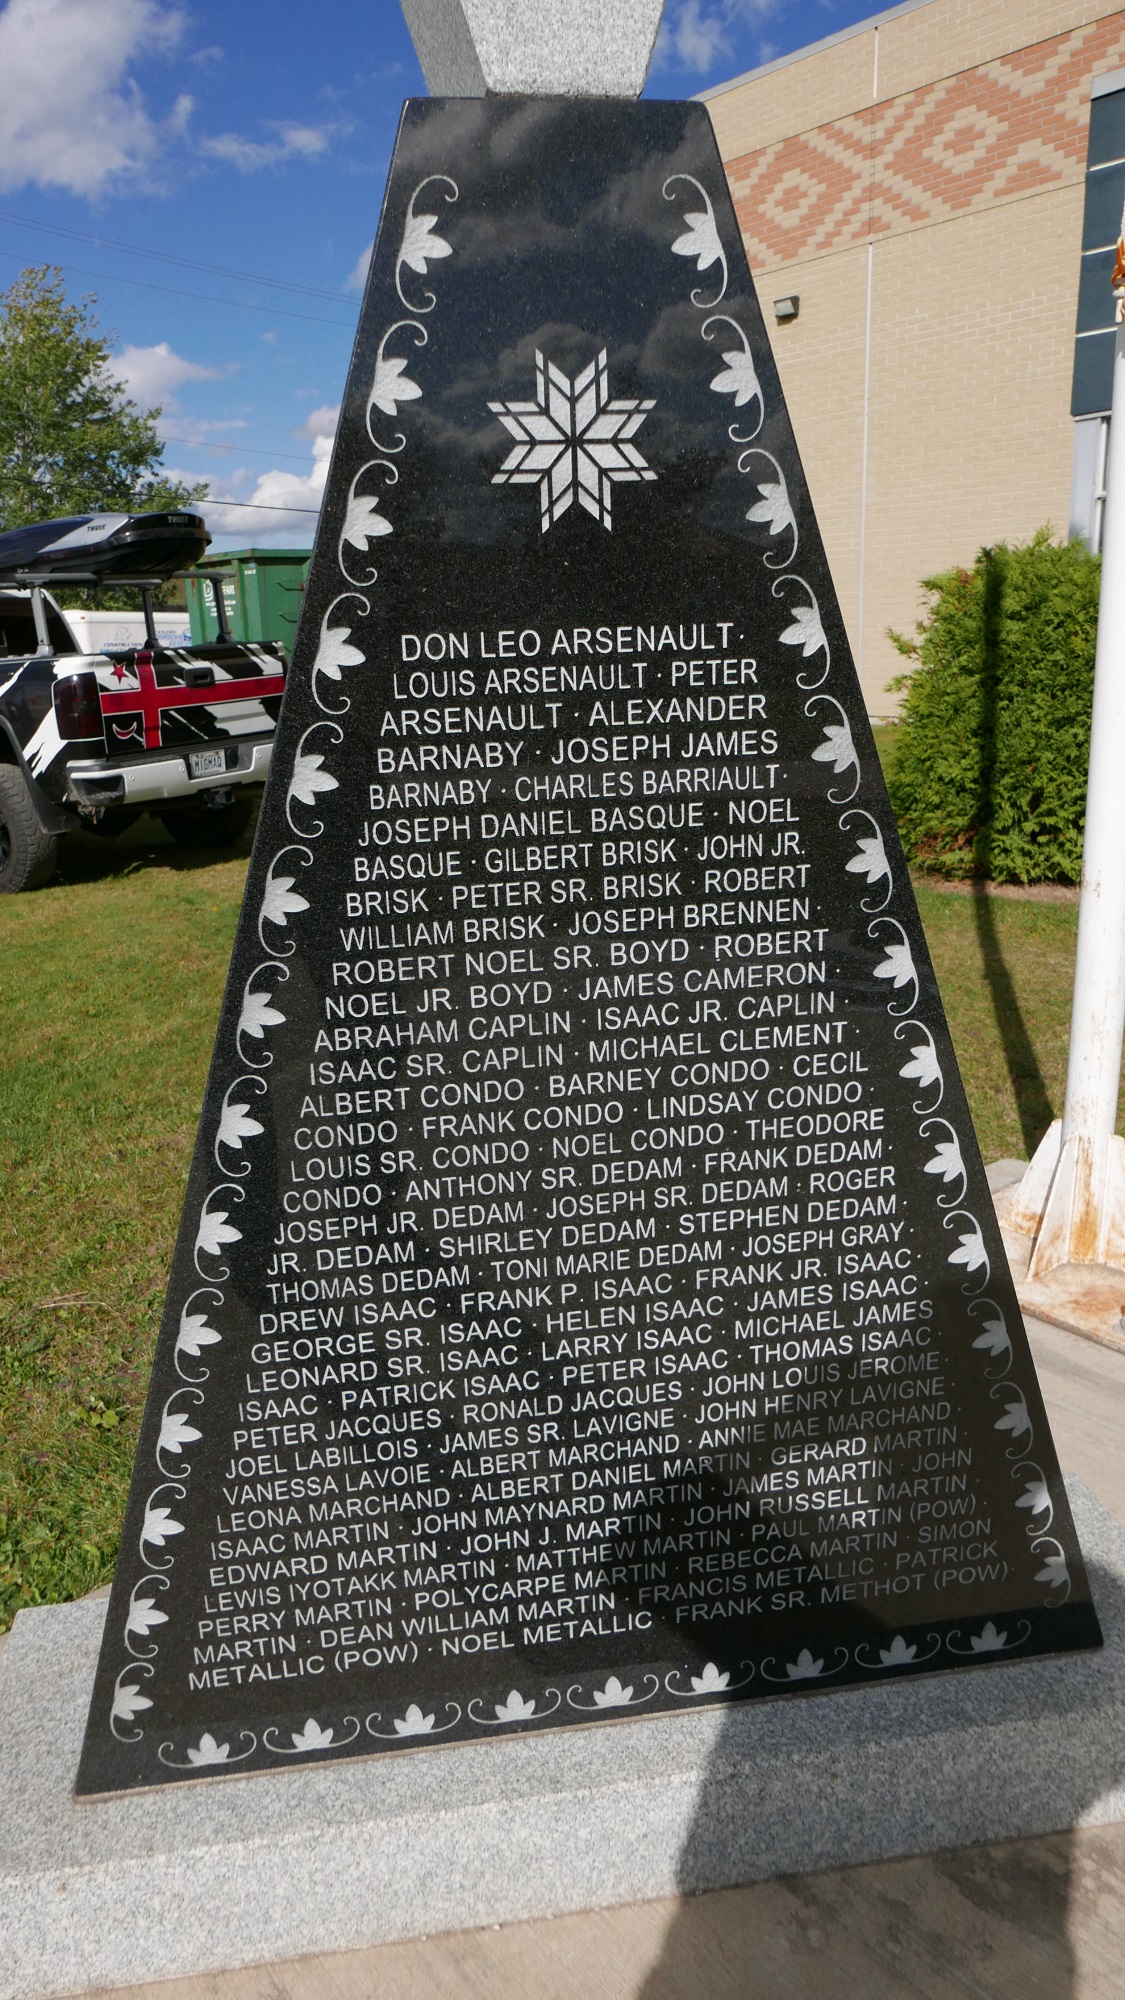 DON LEO ARSENAULT ·
LOUIS ARSENAULT · PETER
ARSENAULT · ALEXANDER
BARNABY · JOSEPH JAMES
BARNABY · CHARLES BARRIAULT ·
JOSEPH DANIEL BASQUE · NOEL
BASQUE · GILBERT BRISK · JOHN JR.
BRISK · PETER SR. BRISK · ROBERT
WILLIAM BRISK · JOSEPH BRENNEN ·
ROBERT NOEL SR. BOYD · ROBERT
NOEL JR. BOYD · JAMES CAMERON ·
ABRAHAM CAPLIN · ISAAC JR. CAPLIN ·
ISAAC SR. CAPLIN · MICHAEL CLEMENT ·
ALBERT CONDO · BARNEY CONDO · CECIL
CONDO · FRANK CONDO · LINDSAY CONDO ·
LOUIS SR. CONDO · NOEL CONDO · THEODORE
CONDO · ANTHONY SR. DEDAM · FRANK DEDAM ·
JOSEPH JR. DEDAM · JOSEPH SR. DEDAM · ROGER
JR. DEDAM · SHIRLEY DEDAM · STEPHEN DEDAM ·
THOMAS DEDAM · TONI MARIE DEDAM · JOSEPH GRAY ·
DREW ISAAC · FRANK P. ISAAC · FRANK JR. ISAAC ·
GEORGE SR. ISAAC · HELEN ISAAC · JAMES ISAAC ·
LEONARD SR. ISAAC · LARRY ISAAC · MICHAEL JAMES
ISAAC · PATRICK ISAAC · PETER ISAAC · THOMAS ISAAC ·
PETER JACQUES · RONALD JACQUES · JOHN LOUIS JEROME ·
JOEL LABILLOIS · JAMES SR. LAVIGNE · JOHN HENRY LAVIGNE
VANESSA LAVOIE · ALBERT MARCHAND · ANNIE MAE MARCHAND ·
LEONA MARCHAND · ALBERT DANIEL MARTIN · GERARD MARTIN ·
ISAAC MARTIN · JOHN MAYNARD MARTIN · JAMES MARTIN · JOHN
EDWARD MARTIN · JOHN J. MARTIN · JOHN RUSSELL MARTIN ·
LEWIS IYOTAKK MARTIN · MATTHEW MARTIN · PAUL MARTIN (POW) ·
PERRY MARTIN · POLYCARPE MARTIN · REBECCA MARTIN · SIMON
MARTIN · DEAN WILLIAM MARTIN · FRANCIS METALLIC · PATRICK
METALLIC (POW) · NOEL METALLIC · FRANK SR. METHOT (POW) ·
THULE
THULE
MIGMAQ